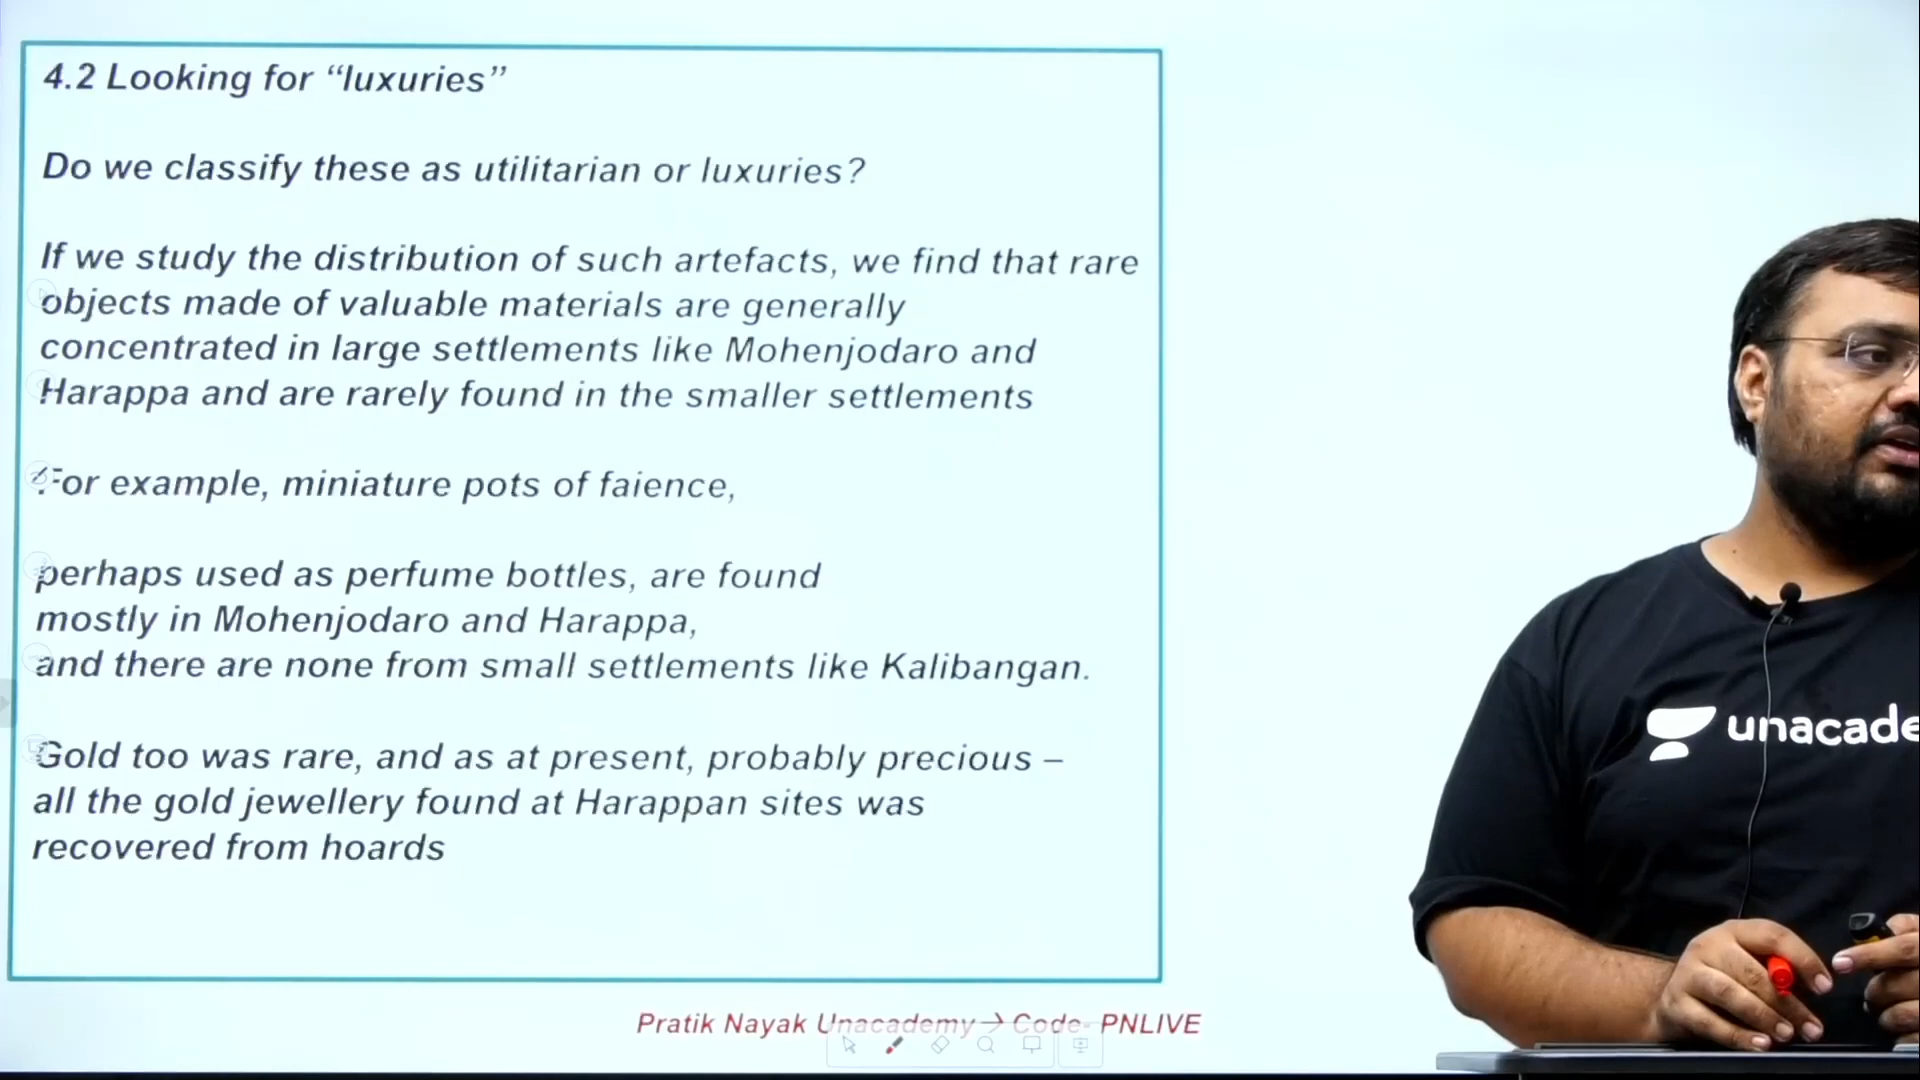 4.2 Looking for “luxuries”
Do we classify these as utilitarian or luxuries?
If we study the distribution of such artefacts, we find that rare
objects made of valuable materials are generally
concentrated in large settlements like Mohenjodaro and
Harappa and are rarely found in the smaller settlements
For example, miniature pots of faience,
perhaps used as perfume bottles, are found
mostly in Mohenjodaro and Harappa,
and there are none from small settlements like Kalibangan.
Gold too was rare, and as at present, probably precious –
all the gold jewellery found at Harappan sites was
recovered from hoards
Pratik Nayak Unacademy → Code- PNLIVE
unacade